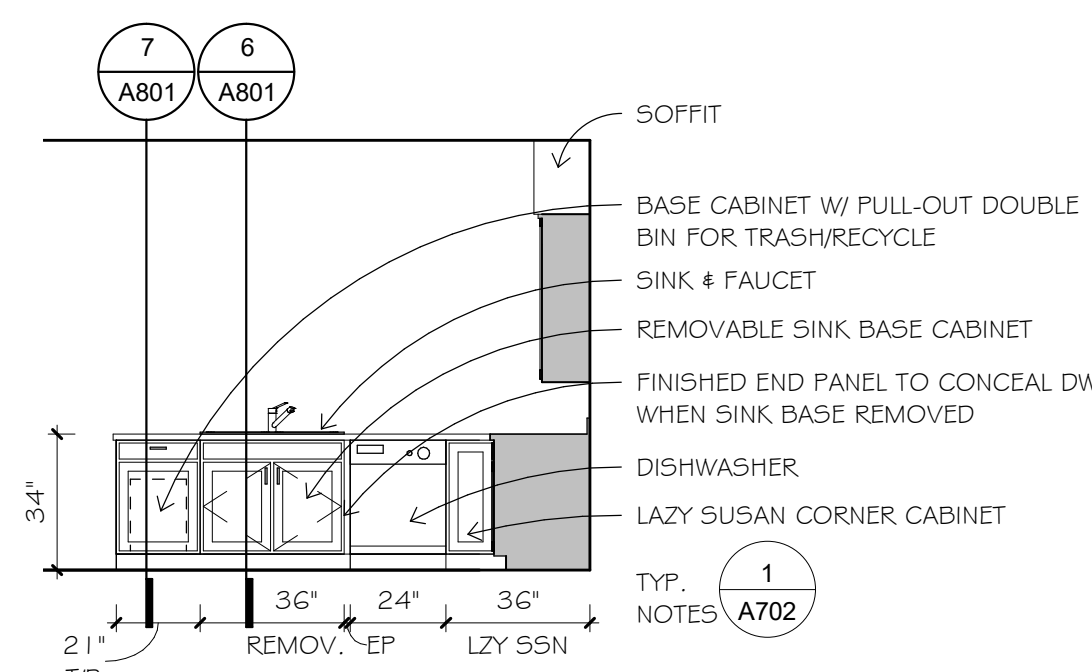 7
A801
6
A801
SOFFIT
BASE CABINET W/ PULL-OUT DOUBLE
BIN FOR TRASH/RECYCLE
SINK & FAUCET
REMOVABLE SINK BASE CABINET
FINISHED END PANEL TO CONCEAL DW
WHEN SINK BASE REMOVED
DISHWASHER
LAZY SUSAN CORNER CABINET
TYP.
NOTES
1
A702
34"
36"
24"
36"
21"
REMOV.
EP
LZY SSN